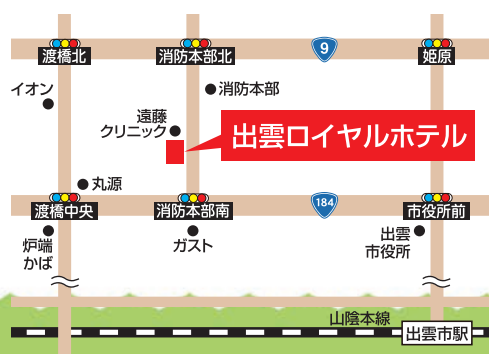 9
渡橋北
消防本部北
姫原
イオン
消防本部
遠藤
クリニック
出雲ロイヤルホテル
丸源
184
渡橋中央
消防本部南
市役所前
炉端
かば
ガスト
出雲
市役所
山陰本線
出雲市駅